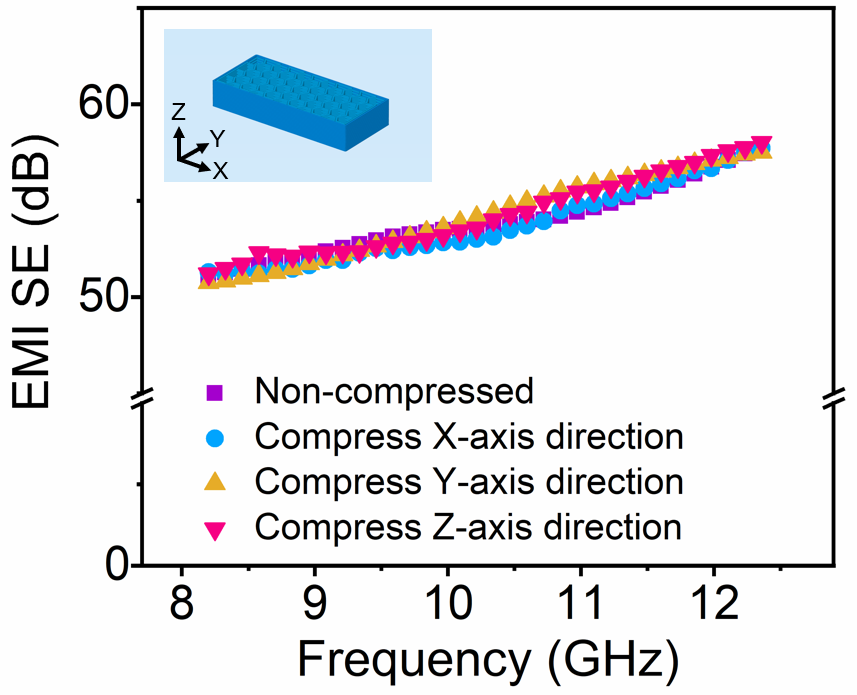 EMI SE (dB)
60
50
0
Z
Y
X
Non-compressed
Compress X-axis direction
Compress Y-axis direction
Compress Z-axis direction
8 9 10 11 12
Frequency (GHz)